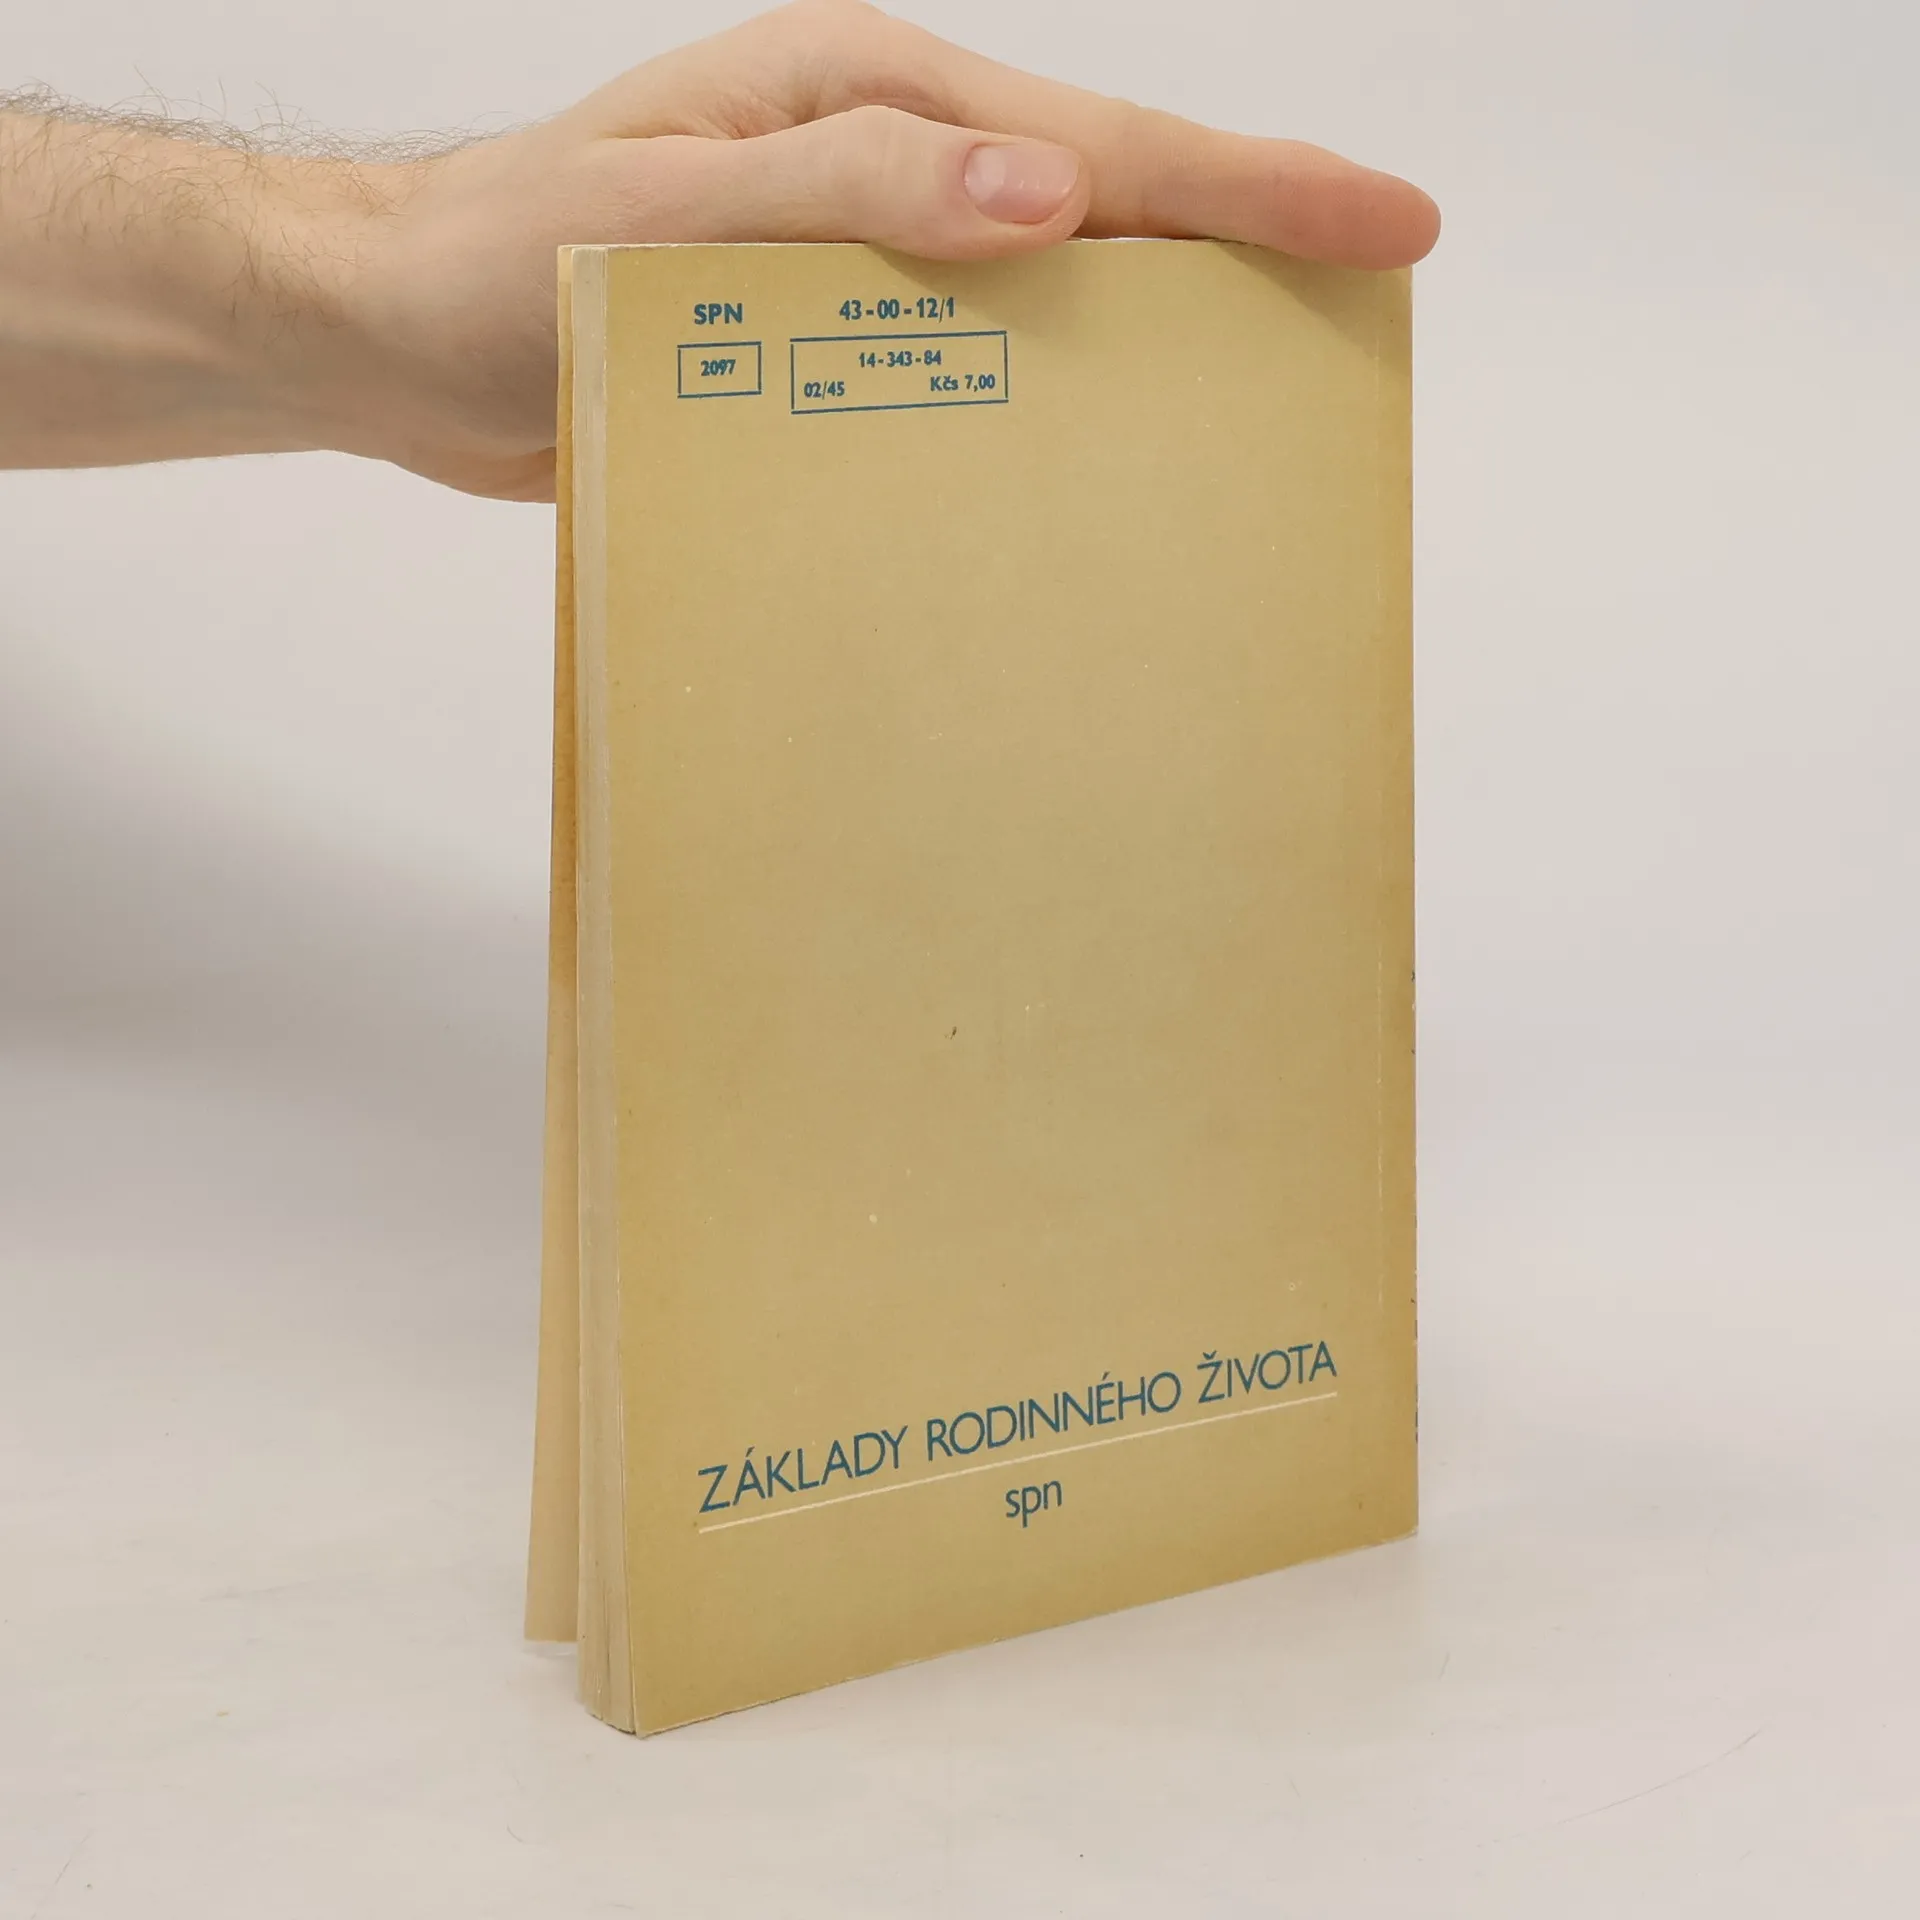 SPN 43-00-12/1
2097
14-343-84
02/45 Kčs 7,00
ZÁKLADY RODINNÉHO ŽIVOTA
spn